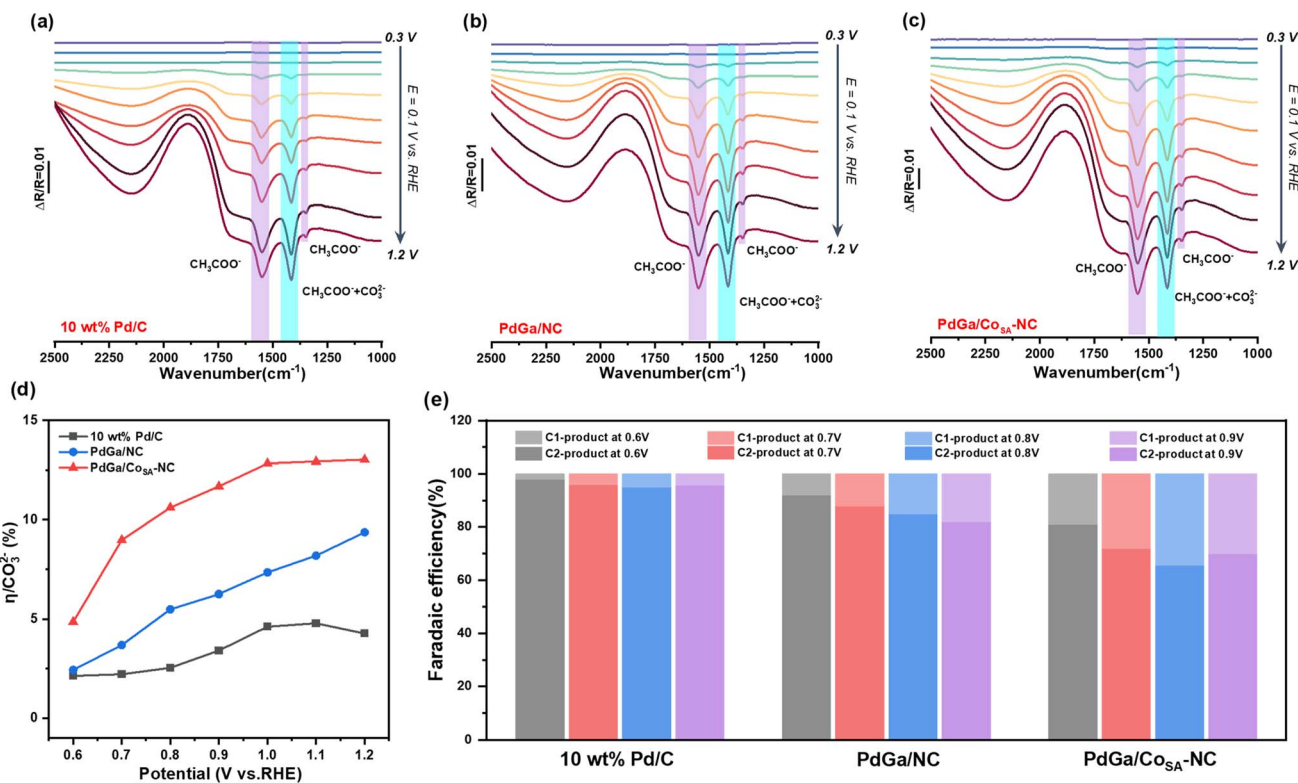 (a)
0.3 V
E = 0.1 V vs. RHE
1.2 V
ΔR/R=0.01
CH₃COO⁻
CH₃COO⁻
CH₃COO⁻+CO₃²⁻
10 wt% Pd/C
2500 2250 2000 1750 1500 1250 1000
Wavenumber(cm⁻¹)
(b)
0.3 V
E = 0.1 V vs. RHE
1.2 V
ΔR/R=0.01
CH₃COO⁻
CH₃COO⁻
CH₃COO⁻+CO₃²⁻
PdGa/NC
2500 2250 2000 1750 1500 1250 1000
Wavenumber(cm⁻¹)
(c)
0.3 V
E = 0.1 V vs. RHE
1.2 V
ΔR/R=0.01
CH₃COO⁻
CH₃COO⁻
CH₃COO⁻+CO₃²⁻
PdGa/Co_SA-NC
2500 2250 2000 1750 1500 1250 1000
Wavenumber(cm⁻¹)
(d)
10 wt% Pd/C
PdGa/NC
PdGa/Co_SA-NC
η/CO₃²⁻ (%)
15
10
5
0
0.6 0.7 0.8 0.9 1.0 1.1 1.2
Potential (V vs.RHE)
(e)
C1-product at 0.6V C1-product at 0.7V C1-product at 0.8V C1-product at 0.9V
C2-product at 0.6V C2-product at 0.7V C2-product at 0.8V C2-product at 0.9V
Faradaic efficiency(%)
120
100
80
60
40
20
0
10 wt% Pd/C PdGa/NC PdGa/Co_SA-NC